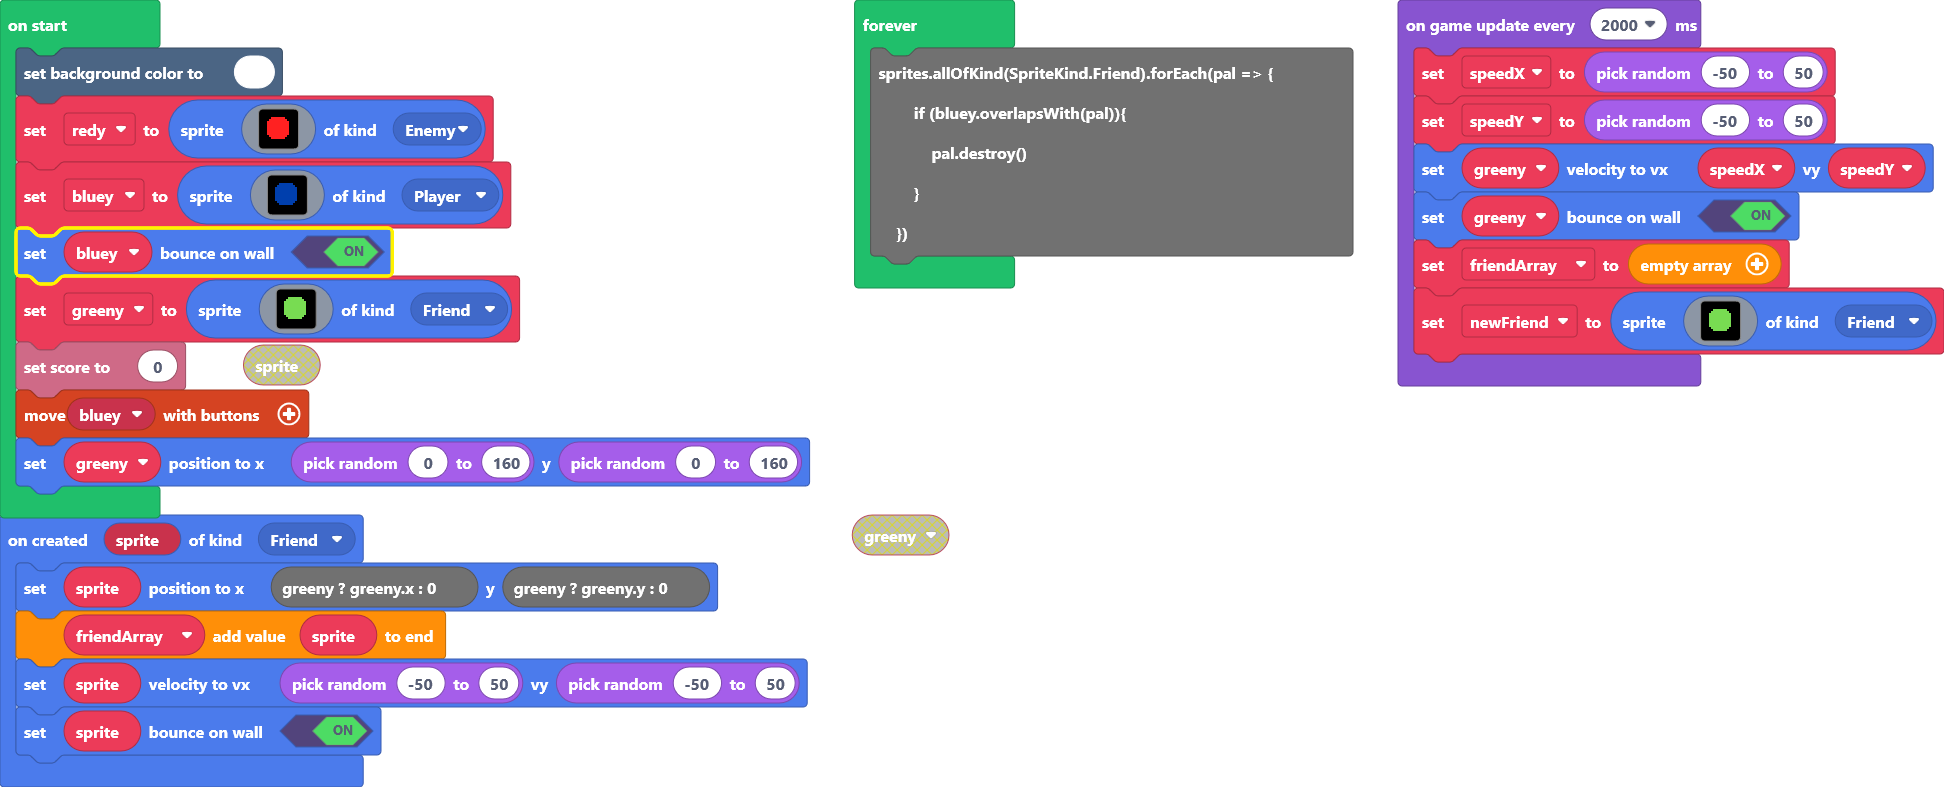 on start
set background color to
set redy to sprite of kind Enemy
set bluey to sprite of kind Player
set bluey bounce on wall ON
set greeny to sprite of kind Friend
set score to 0
sprite
move bluey with buttons
set greeny position to x pick random 0 to 160 y pick random 0 to 160
on created sprite of kind Friend
set sprite position to x greeny ? greeny.x : 0 y greeny ? greeny.y : 0
friendArray add value sprite to end
set sprite velocity to vx pick random -50 to 50 vy pick random -50 to 50
set sprite bounce on wall ON
forever
sprites.allOfKind(SpriteKind.Friend).forEach(pal => {
if (bluey.overlapsWith(pal)){
pal.destroy()
}
})
greeny
on game update every 2000 ms
set speedX to pick random -50 to 50
set speedY to pick random -50 to 50
set greeny velocity to vx speedX vy speedY
set greeny bounce on wall ON
set friendArray to empty array
set newFriend to sprite of kind Friend